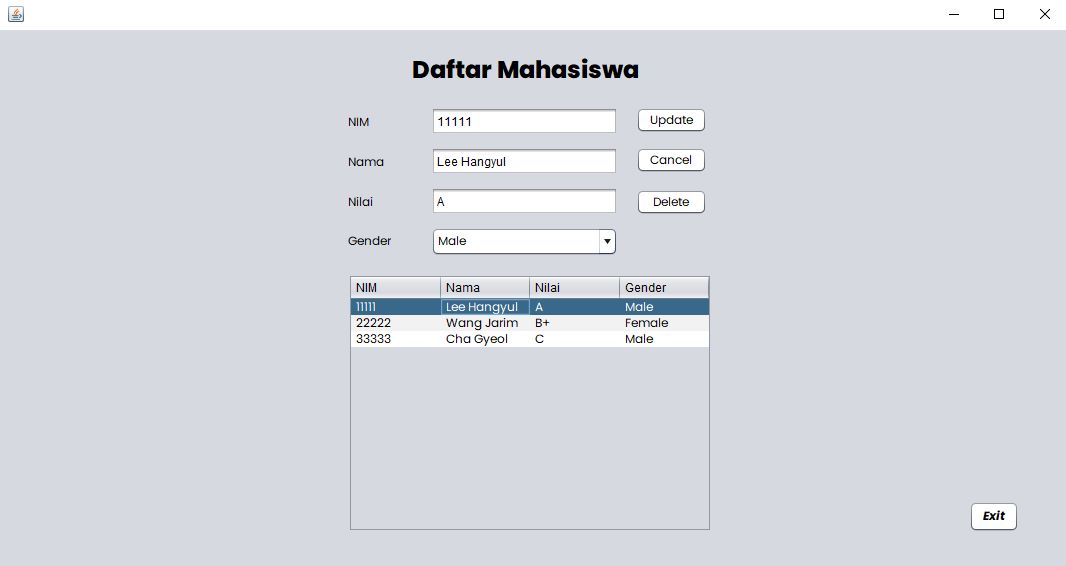 Daftar Mahasiswa
NIM 11111 Update
Nama Lee Hangyul Cancel
Nilai A Delete
Gender Male
NIM Nama Nilai Gender
11111 Lee Hangyul A Male
22222 Wang Jarim B+ Female
33333 Cha Gyeol C Male
Exit